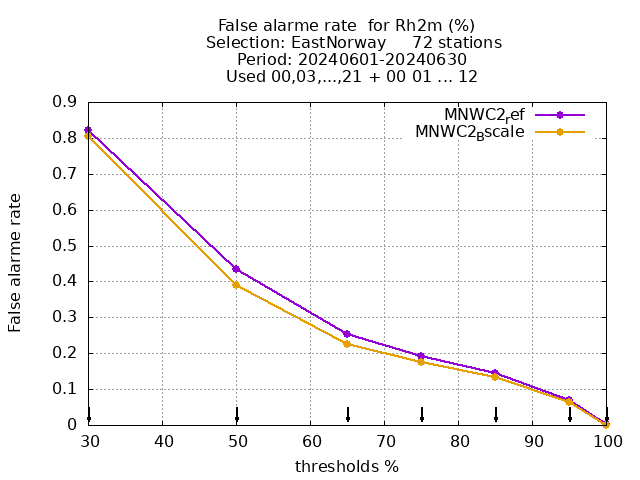 False alarme rate  for Rh2m (%)
Selection: EastNorway     72 stations
Period: 20240601-20240630
Used 00,03,...,21 + 00 01 ... 12
MNWC2ref
MNWC2Bscale
False alarme rate
0.9
0.8
0.7
0.6
0.5
0.4
0.3
0.2
0.1
0
30 40 50 60 70 80 90 100
thresholds %